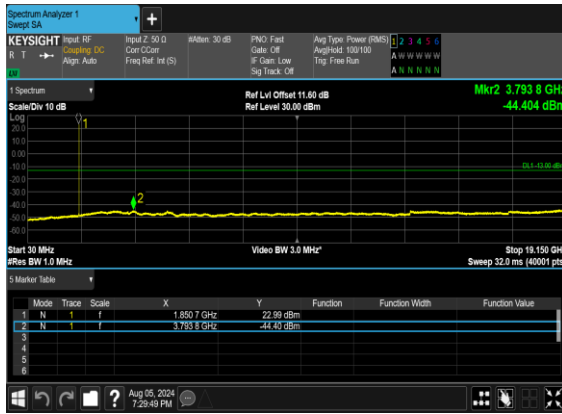 Spectrum Analyzer 1
Swept SA
+
KEYSIGHT Input: RF Input Z: 50 Ω #Atten: 30 dB PNO: Fast Avg Type: Power (RMS) 1 2 3 4 5 6
R T Coupling: DC Corr CCorr Gate: Off Avg|Hold: 100/100 A W W W W W
Align: Auto Freq Ref: Int (S) IF Gain: Low Trig: Free Run
Sig Track: Off A N N N N N
1 Spectrum Ref Lvl Offset 11.60 dB Mkr2 3.793 8 GHz
Scale/Div 10 dB Ref Level 30.00 dBm -44.404 dBm
Log
1
20.0
10.0
0.00
-10.0 DL1 -13.00 dBm
-20.0
-30.0
-40.0 2
-50.0
-60.0
Start 30 MHz Video BW 3.0 MHz* Stop 19.150 GHz
#Res BW 1.0 MHz Sweep 32.0 ms (40001 pts)
5 Marker Table
Mode Trace Scale X Y Function Function Width Function Value
1 N 1 f 1.850 7 GHz 22.99 dBm
2 N 1 f 3.793 8 GHz -44.40 dBm
3
4
5
6
? Aug 05, 2024
7:29:49 PM